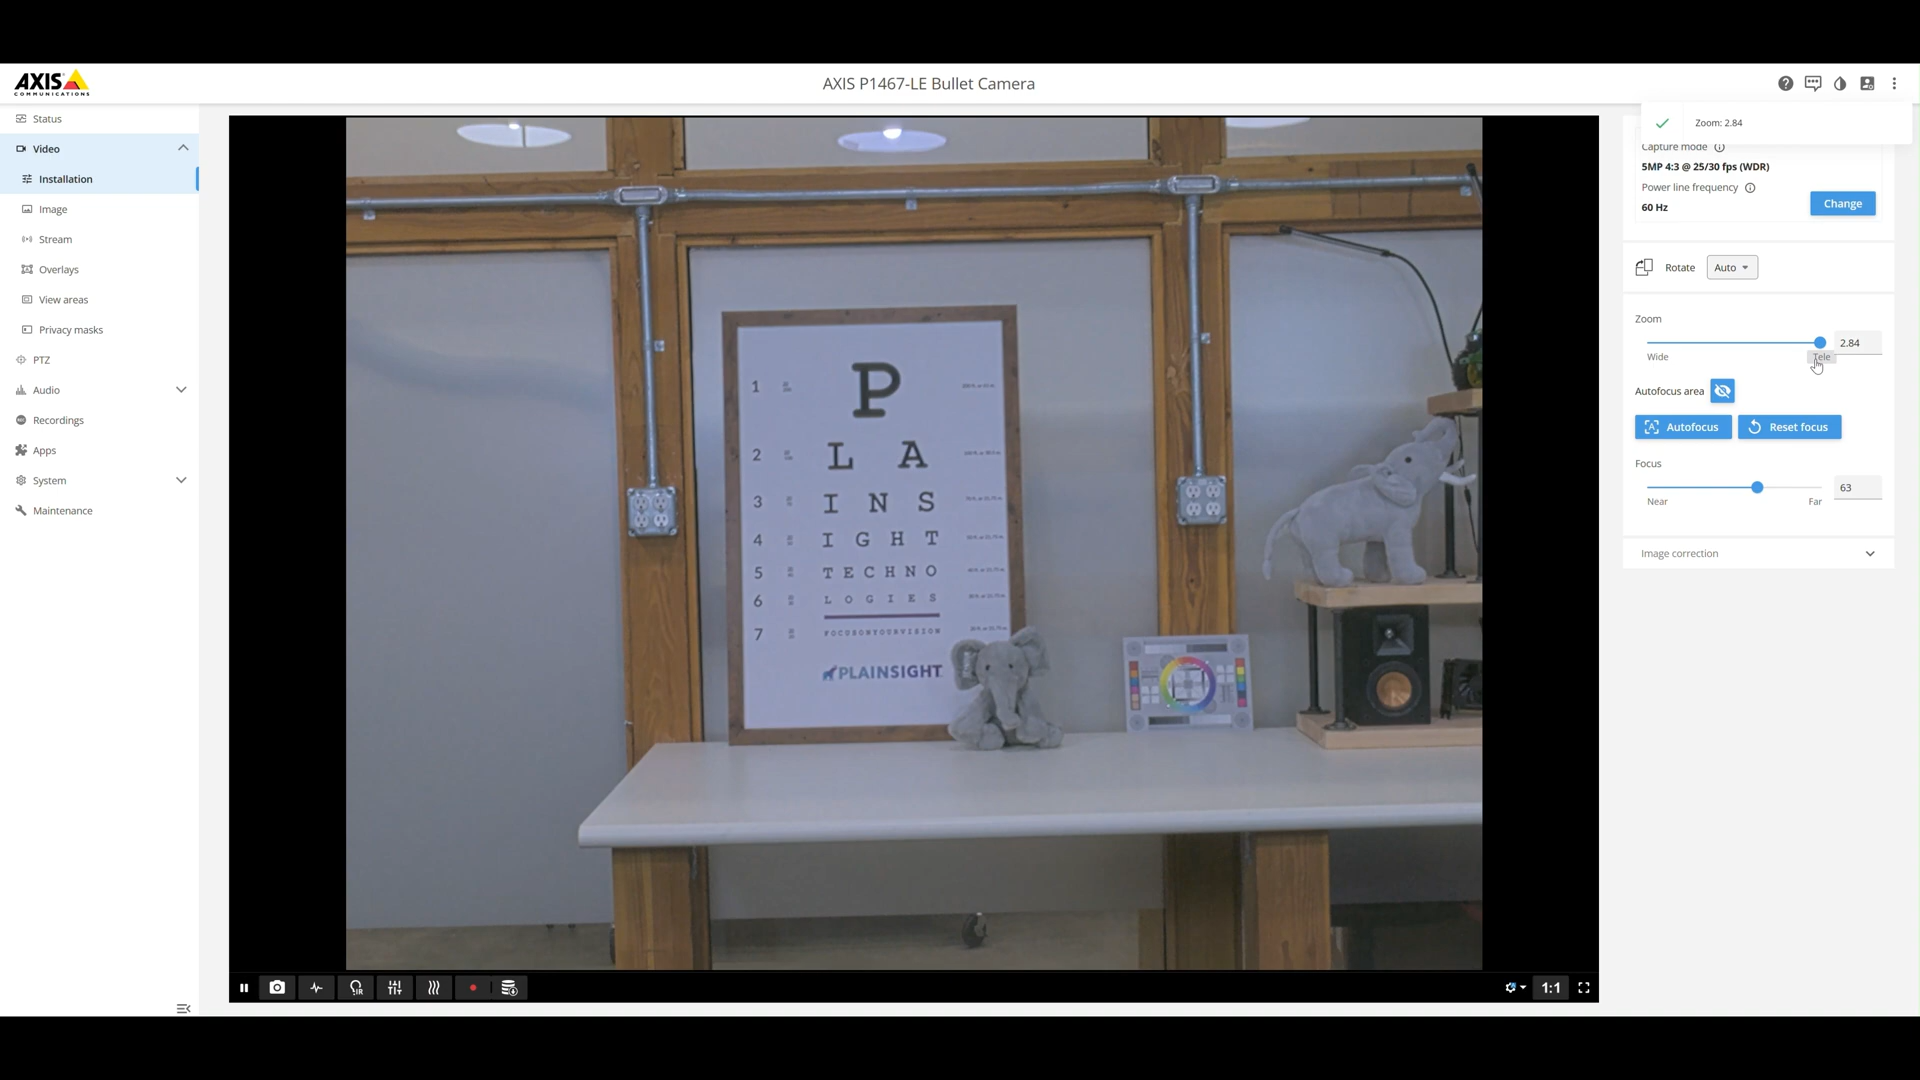 AXIS
COMMUNICATIONS
AXIS P1467-LE Bullet Camera
Zoom: 2.84
Status
Video
Installation
Image
Stream
Overlays
View areas
Privacy masks
PTZ
Audio
Recordings
Apps
System
Maintenance
1 P
2 L A
3 I N S
4 I G H T
5 T E C H N O
6 L O G I E S
7 FOCUSONYOURVISION
PLAINSIGHT
IR
1:1
Capture mode
5MP 4:3 @ 25/30 fps (WDR)
Power line frequency
60 Hz
Change
Rotate Auto
Zoom
2.84
Wide Tele
Autofocus area
A Autofocus Reset focus
Focus
63
Near Far
Image correction